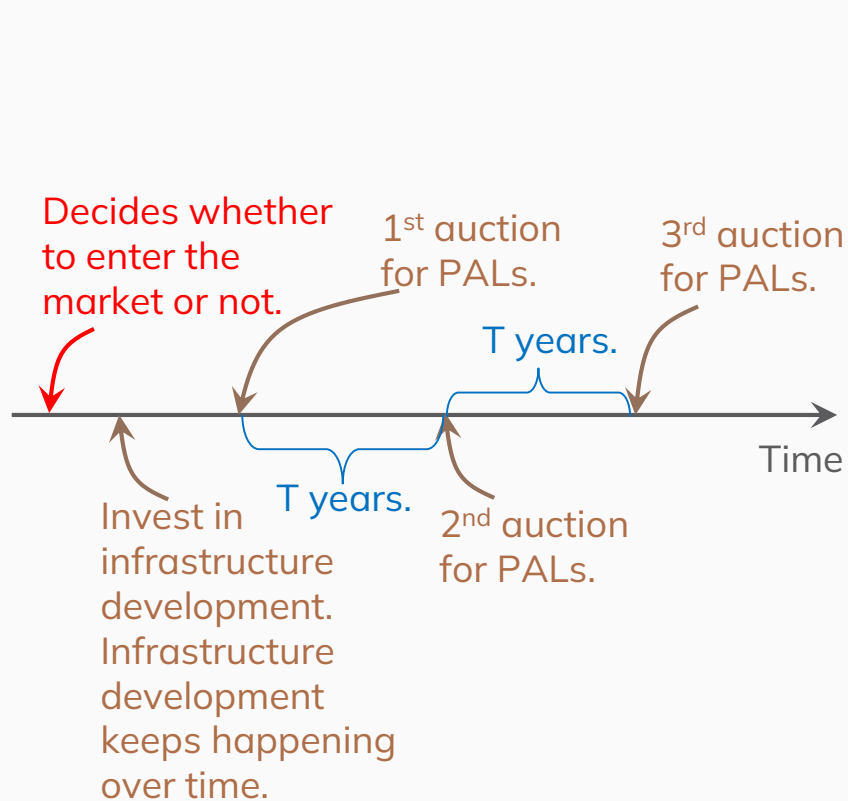 Decides whether
to enter the
market or not.
1st auction
for PALs.
3rd auction
for PALs.
T years.
Time
T years.
Invest in
infrastructure
development.
Infrastructure
development
keeps happening
over time.
2nd auction
for PALs.